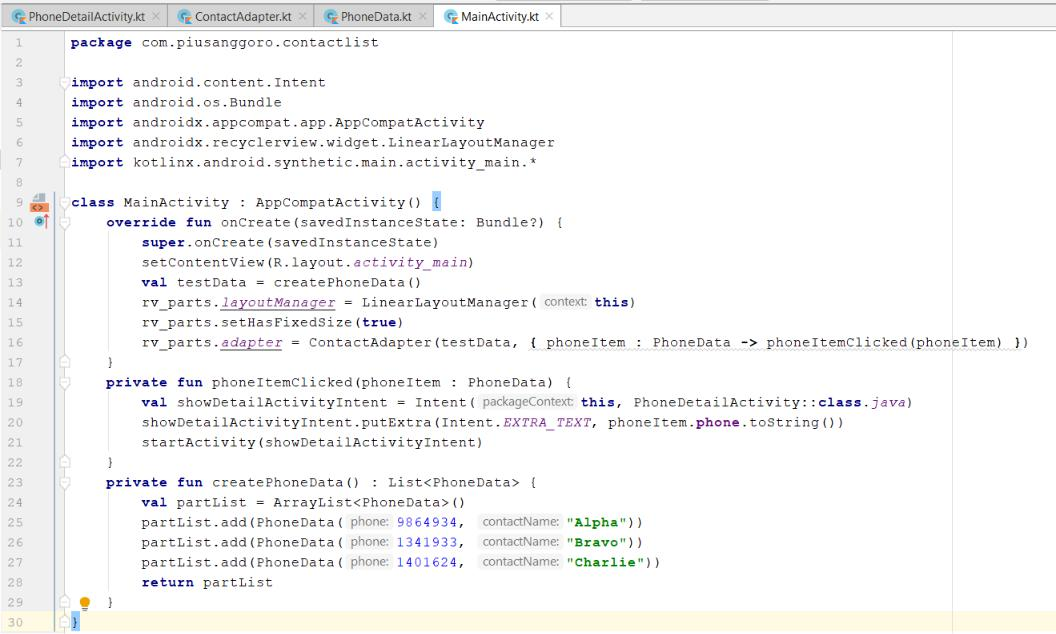 PhoneDetailActivity.kt × ContactAdapter.kt × PhoneData.kt × MainActivity.kt ×
1 package com.piusanggoro.contactlist
2
3 import android.content.Intent
4 import android.os.Bundle
5 import androidx.appcompat.app.AppCompatActivity
6 import androidx.recyclerview.widget.LinearLayoutManager
7 import kotlinx.android.synthetic.main.activity_main.*
8
9 class MainActivity : AppCompatActivity() {
10     override fun onCreate(savedInstanceState: Bundle?) {
11         super.onCreate(savedInstanceState)
12         setContentView(R.layout.activity_main)
13         val testData = createPhoneData()
14         rv_parts.layoutManager = LinearLayoutManager( context: this)
15         rv_parts.setHasFixedSize(true)
16         rv_parts.adapter = ContactAdapter(testData, { phoneItem : PhoneData -> phoneItemClicked(phoneItem) })
17     }
18     private fun phoneItemClicked(phoneItem : PhoneData) {
19         val showDetailActivityIntent = Intent( packageContext: this, PhoneDetailActivity::class.java)
20         showDetailActivityIntent.putExtra(Intent.EXTRA_TEXT, phoneItem.phone.toString())
21         startActivity(showDetailActivityIntent)
22     }
23     private fun createPhoneData() : List<PhoneData> {
24         val partList = ArrayList<PhoneData>()
25         partList.add(PhoneData( phone: 9864934, contactName: "Alpha"))
26         partList.add(PhoneData( phone: 1341933, contactName: "Bravo"))
27         partList.add(PhoneData( phone: 1401624, contactName: "Charlie"))
28         return partList
29     }
30 }